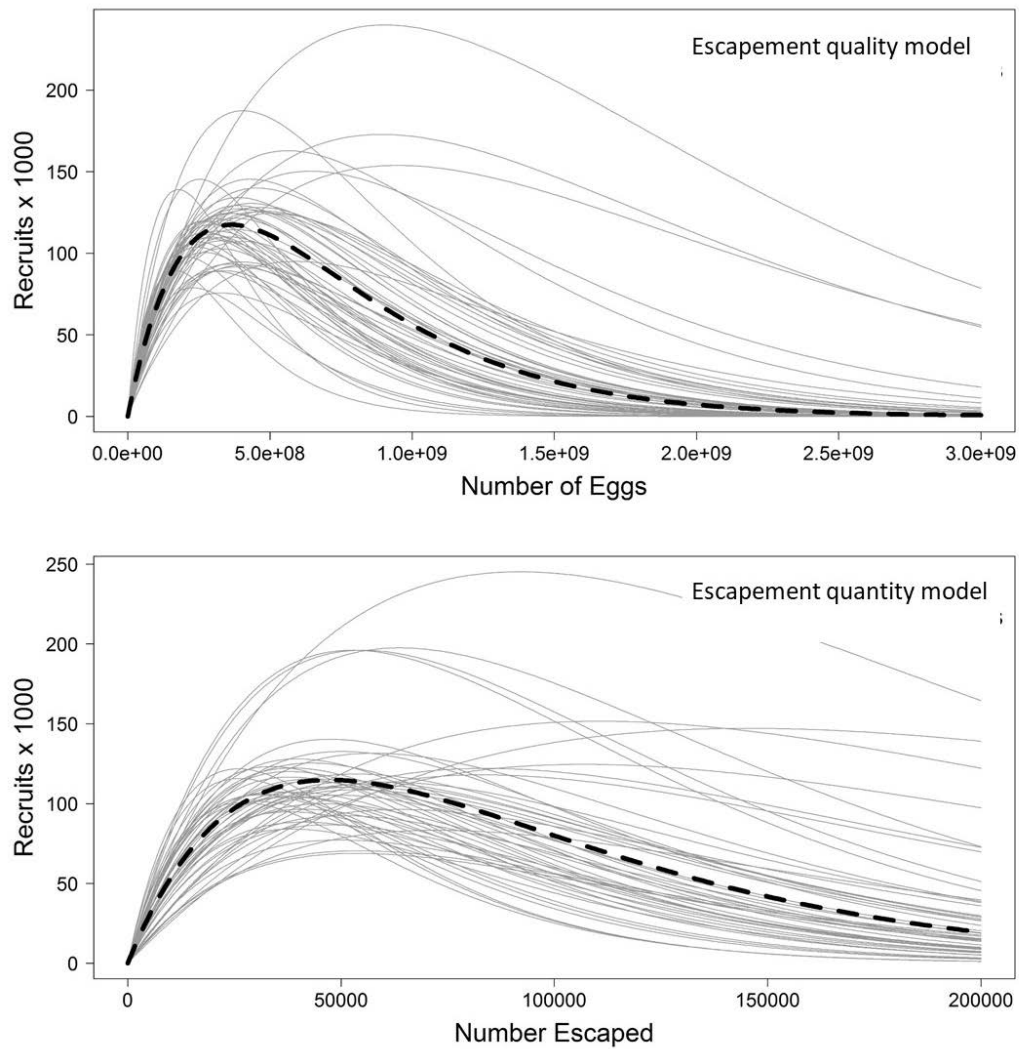 Escapement quality model
200
150
100
50
0
Recruits x 1000
0.0e+00 5.0e+08 1.0e+09 1.5e+09 2.0e+09 2.5e+09 3.0e+09
Number of Eggs
Escapement quantity model
250
200
150
100
50
0
Recruits x 1000
0 50000 100000 150000 200000
Number Escaped